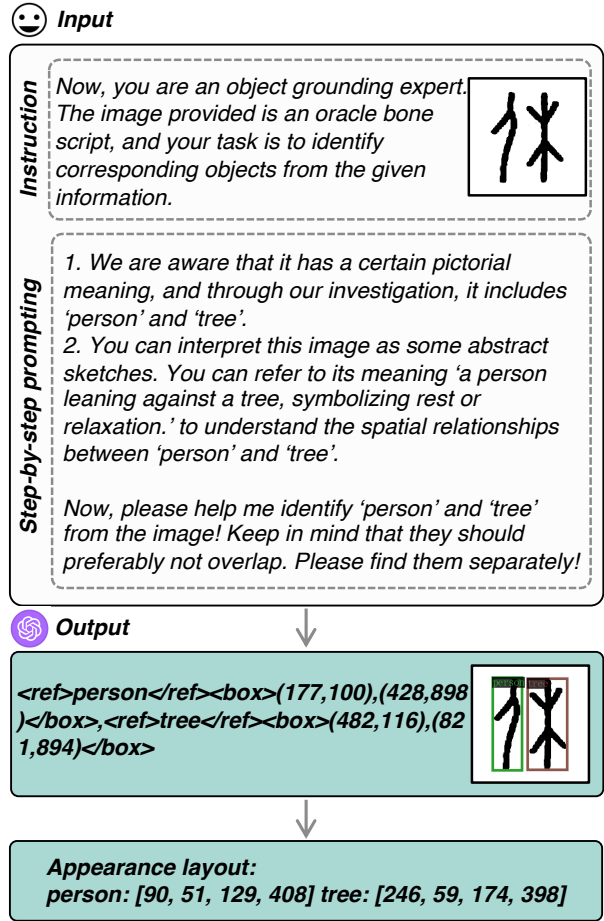 Input
Instruction
Now, you are an object grounding expert.
The image provided is an oracle bone
script, and your task is to identify
corresponding objects from the given
information.
Step-by-step prompting
1. We are aware that it has a certain pictorial
meaning, and through our investigation, it includes
‘person’ and ‘tree’.
2. You can interpret this image as some abstract
sketches. You can refer to its meaning ‘a person
leaning against a tree, symbolizing rest or
relaxation.’ to understand the spatial relationships
between ‘person’ and ‘tree’.
Now, please help me identify ‘person’ and ‘tree’
from the image! Keep in mind that they should
preferably not overlap. Please find them separately!
Output
<ref>person</ref><box>(177,100),(428,898
)</box>,<ref>tree</ref><box>(482,116),(82
1,894)</box>
person tree
Appearance layout:
person: [90, 51, 129, 408] tree: [246, 59, 174, 398]